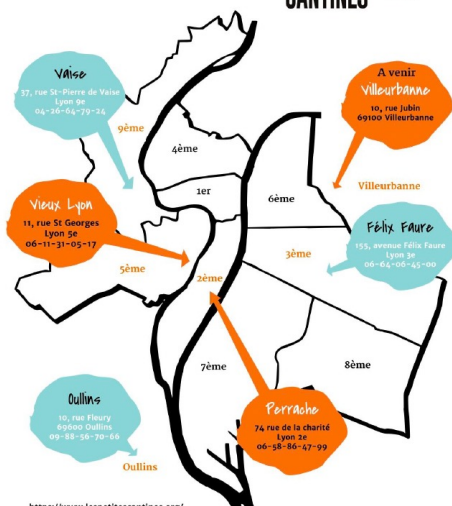 CANTINES
Vaise
37, rue St-Pierre de Vaise
Lyon 9e
04-26-64-79-24
A venir
Villeurbanne
10, rue Jubin
69100 Villeurbanne
9ème
4ème
1er
6ème
Villeurbanne
Vieux Lyon
11, rue St Georges
Lyon 5e
06-11-31-05-17
Félix Faure
155, avenue Félix Faure
Lyon 3e
06-64-06-45-00
5ème
2ème
3ème
7ème
8ème
Oullins
10, rue Fleury
69600 Oullins
09-88-56-70-66
Oullins
Perrache
74 rue de la charité
Lyon 2e
06-58-86-47-99
https://www.lespetitescantines.org/